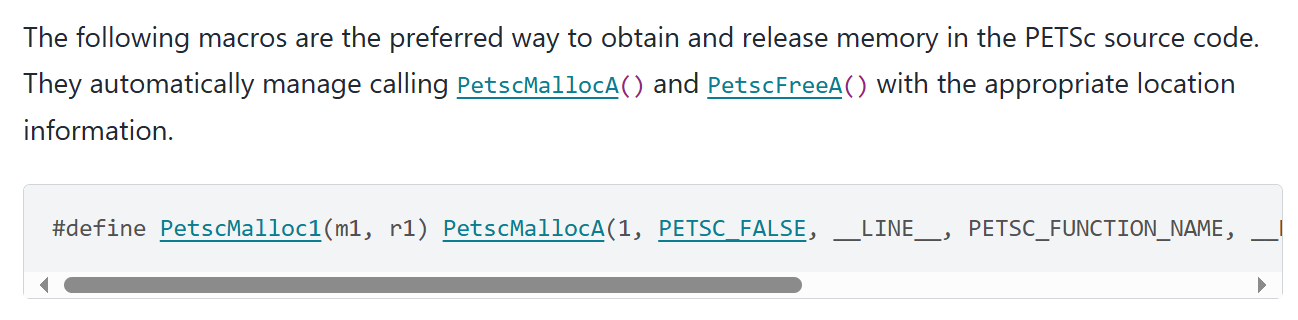 The following macros are the preferred way to obtain and release memory in the PETSc source code.
They automatically manage calling PetscMallocA() and PetscFreeA() with the appropriate location
information.
#define PetscMalloc1(m1, r1) PetscMallocA(1, PETSC_FALSE, __LINE__, PETSC_FUNCTION_NAME, __